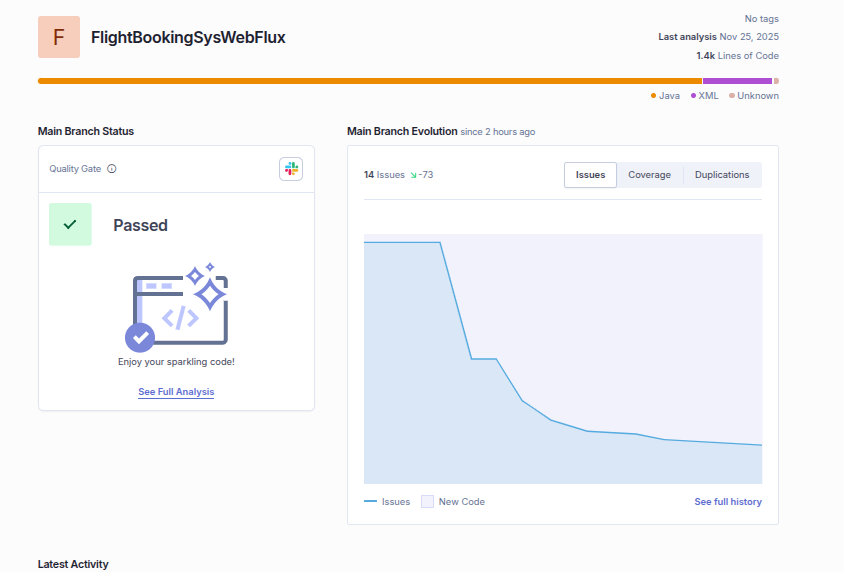 F
FlightBookingSysWebFlux
No tags
Last analysis Nov 25, 2025
1.4k Lines of Code
Java XML Unknown
Main Branch Status
Quality Gate
Passed
</>
Enjoy your sparkling code!
See Full Analysis
Main Branch Evolution since 2 hours ago
14 Issues -73
Issues Coverage Duplications
Issues New Code
See full history
Latest Activity